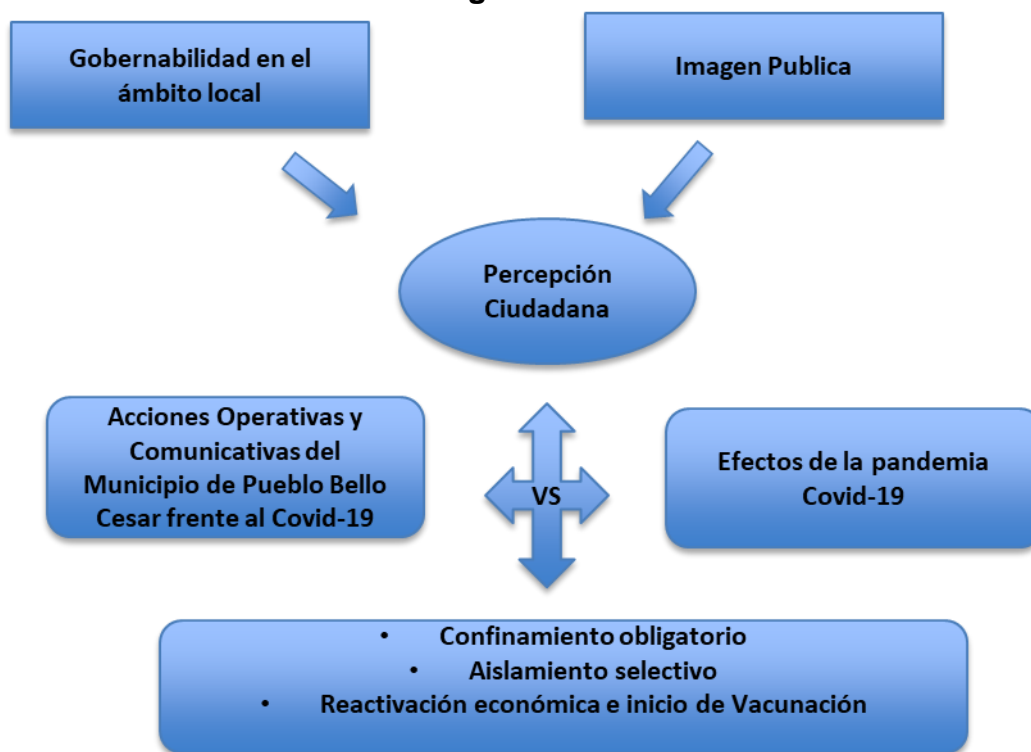 Gobernabilidad en el
ámbito local
Imagen Publica
Percepción
Ciudadana
Acciones Operativas y
Comunicativas del
Municipio de Pueblo Bello
Cesar frente al Covid-19
VS
Efectos de la pandemia
Covid-19
• Confinamiento obligatorio
• Aislamiento selectivo
• Reactivación económica e inicio de Vacunación